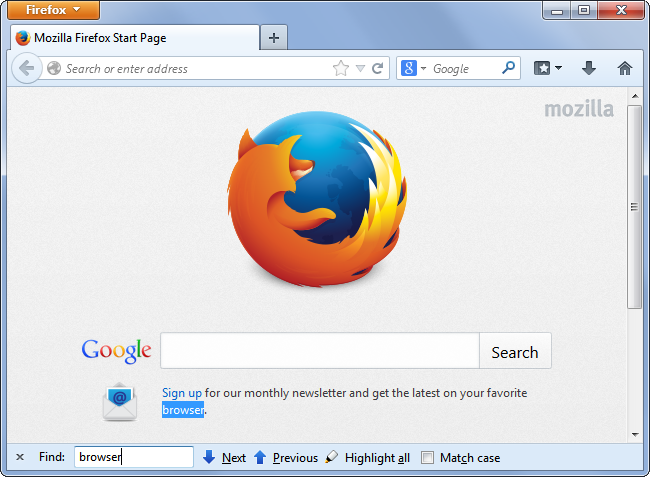 Firefox
Mozilla Firefox Start Page
Search or enter address
Google
mozilla
Google
Search
Sign up for our monthly newsletter and get the latest on your favorite
browser.
Find: browser Next Previous Highlight all Match case